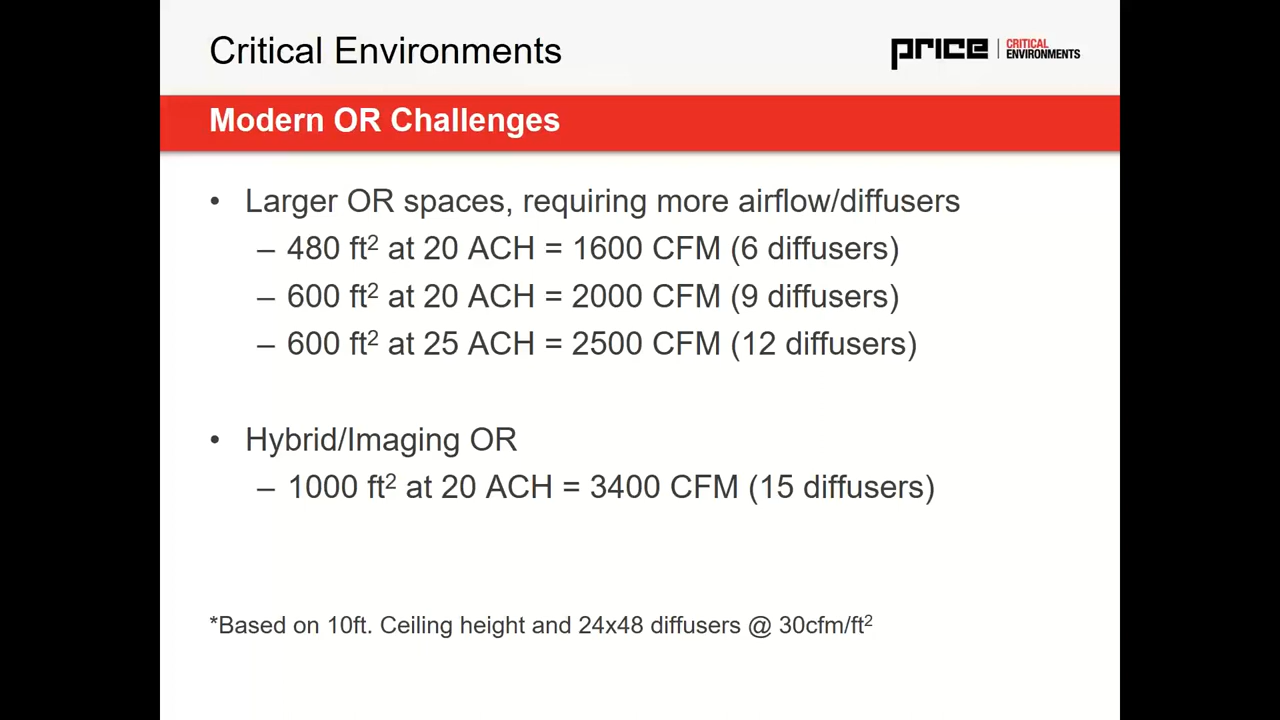 Critical Environments
price | CRITICAL ENVIRONMENTS
Modern OR Challenges
• Larger OR spaces, requiring more airflow/diffusers
– 480 ft² at 20 ACH = 1600 CFM (6 diffusers)
– 600 ft² at 20 ACH = 2000 CFM (9 diffusers)
– 600 ft² at 25 ACH = 2500 CFM (12 diffusers)
• Hybrid/Imaging OR
– 1000 ft² at 20 ACH = 3400 CFM (15 diffusers)
*Based on 10ft. Ceiling height and 24x48 diffusers @ 30cfm/ft²